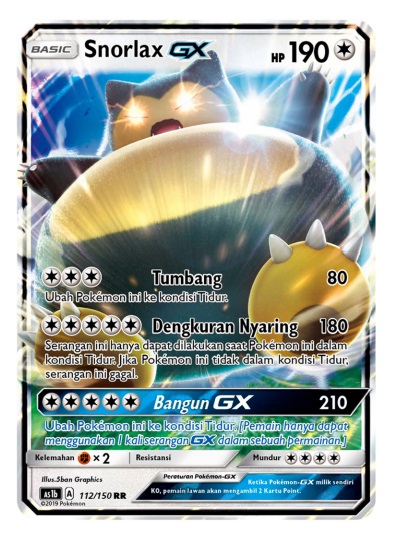 BASIC Snorlax GX HP 190
Tumbang 80
Ubah Pokémon ini ke kondisi Tidur.
Dengkuran Nyaring 180
Serangan ini hanya dapat dilakukan saat Pokémon ini dalam
kondisi Tidur. Jika Pokémon ini tidak dalam kondisi Tidur,
serangan ini gagal.
Bangun GX 210
Ubah Pokémon ini ke kondisi Tidur. [Pemain hanya dapat
menggunakan 1 kali serangan GX dalam sebuah permainan.]
Kelemahan × 2 Resistansi Mundur
Illus.5ban Graphics
Peraturan Pokémon-GX
Ketika Pokémon-GX milik sendiri
KO, pemain lawan akan mengambil 2 Kartu Point.
AS1b A 112/150 RR
©2019 Pokémon